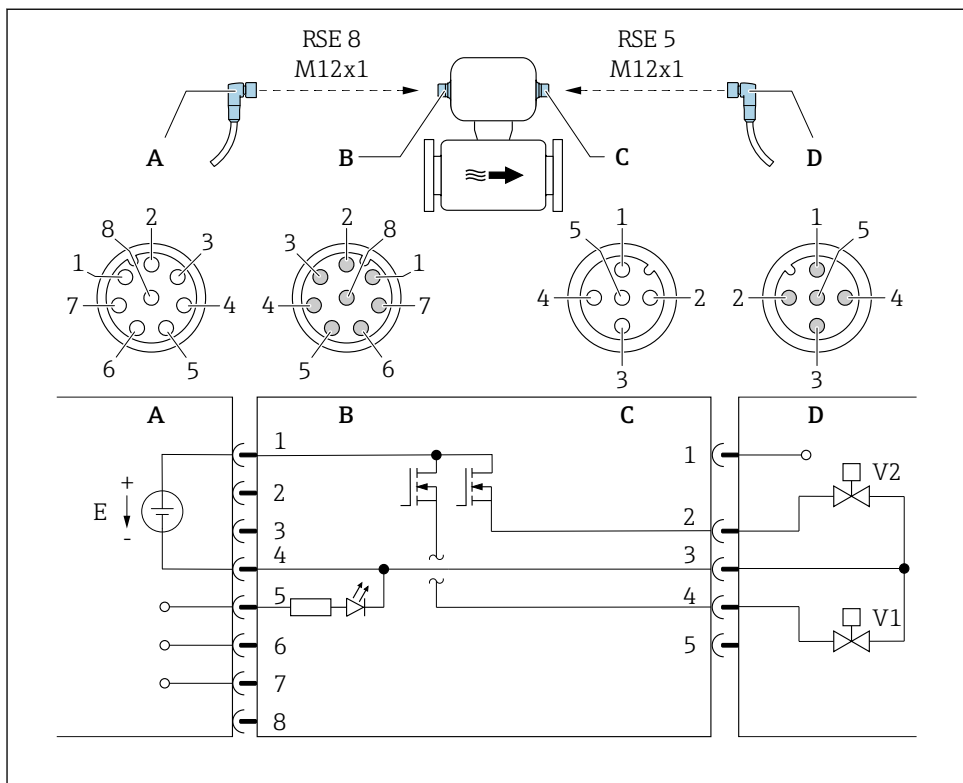 RSE 8 RSE 5
M12x1 M12x1
A B C D
2 2 1 1
8 3 3 8 5 5
1 1
7 4 4 7 4 2 2 4
6 5 5 6 3 3
A B C D
1 1
+ 2 V2
E 2
- 3
4 3
5 4
6 5 V1
7
8